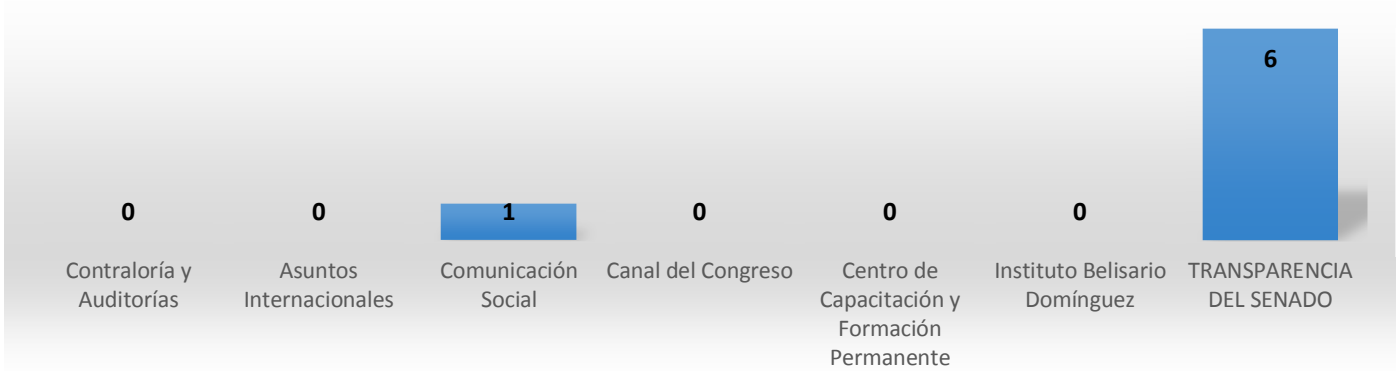 6
0
0
1
0
0
0
Contraloría y
Auditorías
Asuntos
Internacionales
Comunicación
Social
Canal del Congreso
Centro de
Capacitación y
Formación
Permanente
Instituto Belisario
Domínguez
TRANSPARENCIA
DEL SENADO